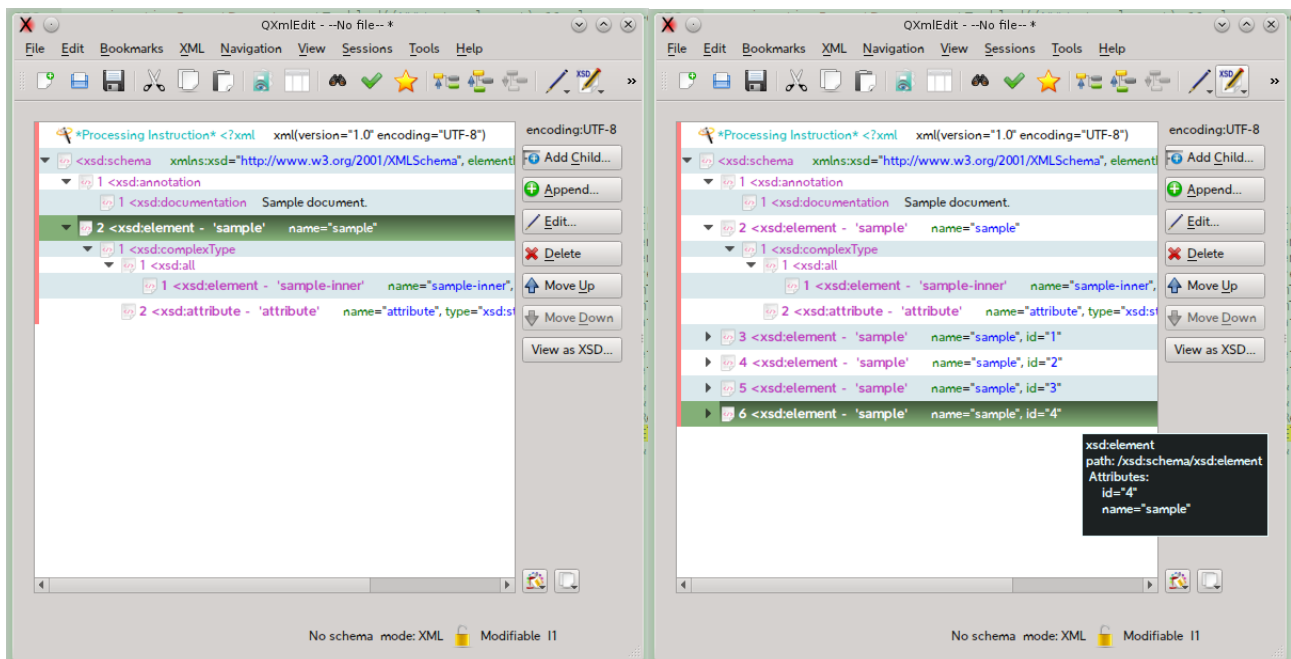 QXmlEdit - --No file-- *
File Edit Bookmarks XML Navigation View Sessions Tools Help
XSD
»
*Processing Instruction* <?xml xml(version="1.0" encoding="UTF-8")
<xsd:schema xmlns:xsd="http://www.w3.org/2001/XMLSchema", element
1 <xsd:annotation
1 <xsd:documentation Sample document.
2 <xsd:element - 'sample' name="sample"
1 <xsd:complexType
1 <xsd:all
1 <xsd:element - 'sample-inner' name="sample-inner",
2 <xsd:attribute - 'attribute' name="attribute", type="xsd:st
encoding:UTF-8
Add Child...
Append...
Edit...
Delete
Move Up
Move Down
View as XSD...
No schema mode: XML Modifiable I1
QXmlEdit - --No file-- *
File Edit Bookmarks XML Navigation View Sessions Tools Help
XSD
»
*Processing Instruction* <?xml xml(version="1.0" encoding="UTF-8")
<xsd:schema xmlns:xsd="http://www.w3.org/2001/XMLSchema", element
1 <xsd:annotation
1 <xsd:documentation Sample document.
2 <xsd:element - 'sample' name="sample"
1 <xsd:complexType
1 <xsd:all
1 <xsd:element - 'sample-inner' name="sample-inner",
2 <xsd:attribute - 'attribute' name="attribute", type="xsd:st
3 <xsd:element - 'sample' name="sample", id="1"
4 <xsd:element - 'sample' name="sample", id="2"
5 <xsd:element - 'sample' name="sample", id="3"
6 <xsd:element - 'sample' name="sample", id="4"
xsd:element
path: /xsd:schema/xsd:element
Attributes:
id="4"
name="sample"
encoding:UTF-8
Add Child...
Append...
Edit...
Delete
Move Up
Move Down
View as XSD...
No schema mode: XML Modifiable I1